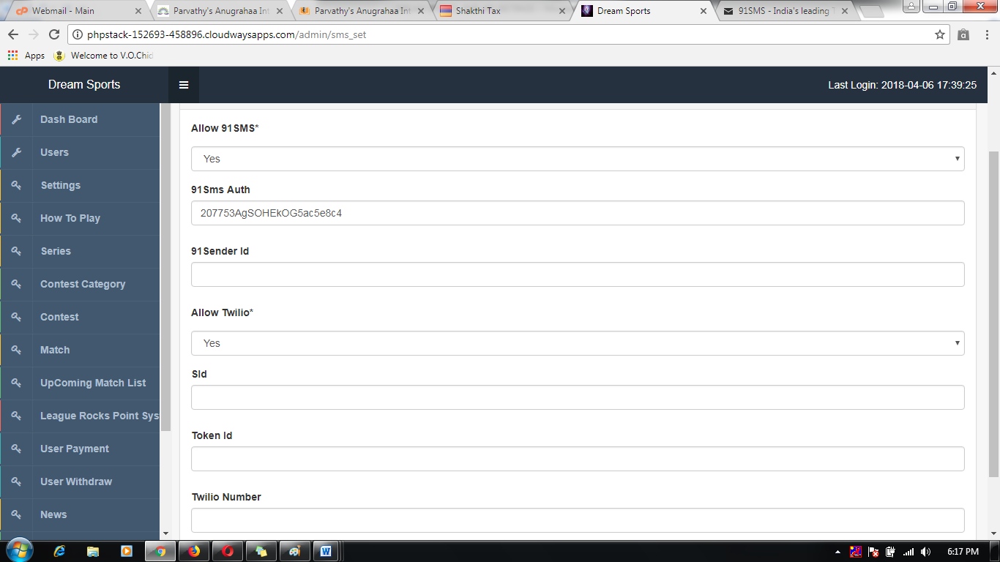 Webmail - Main
Parvathy's Anugrahaa Int
Parvathy's Anugrahaa Int
Shakthi Tax
Dream Sports
91SMS - India's leading T
phpstack-152693-458896.cloudwaysapps.com/admin/sms_set
Apps
Welcome to V.O.Chid
Dream Sports
Last Login: 2018-04-06 17:39:25
Dash Board
Users
Settings
How To Play
Series
Contest Category
Contest
Match
UpComing Match List
League Rocks Point Sys
User Payment
User Withdraw
News
Allow 91SMS*
Yes
91Sms Auth
207753AgSOHEkOG5ac5e8c4
91Sender Id
Allow Twilio*
Yes
SId
Token Id
Twilio Number
6:17 PM